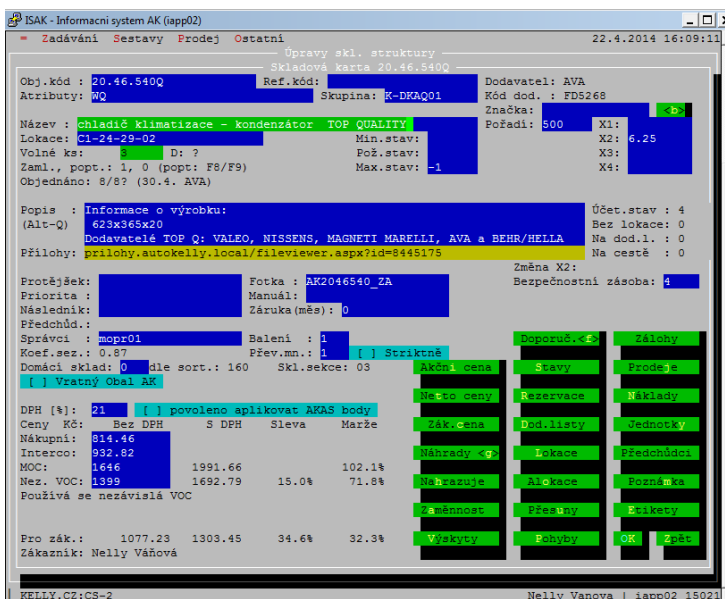 ISAK - Informacni system AK (iapp02)
= Zadávání Sestavy Prodej Ostatní 22.4.2014 16:09:11
Úpravy skl. struktury
Skladová karta 20.46.540Q
Obj.kód : 20.46.540Q Ref.kód: Dodavatel: AVA
Atributy: WQ Skupina: K-DKAQ01 Kód dod. : FD5268
Značka: <b>
Název : chladič klimatizace - kondenzátor TOP QUALITY Pořadí: 500 X1:
Lokace: C1-24-29-02 Min.stav: X2: 6.25
Volné ks: 3 D: ? Pož.stav: X3:
Zaml., popt.: 1, 0 (popt: F8/F9) Max.stav: -1 X4:
Objednáno: 8/8? (30.4. AVA)
Popis : Informace o výrobku: Účet.stav : 4
(Alt-Q) 623x365x20 Bez lokace: 0
Dodavatelé TOP Q: VALEO, NISSENS, MAGNETI MARELLI, AVA a BEHR/HELLA Na dod.l. : 0
Přílohy: prilohy.autokelly.local/fileviewer.aspx?id=8445175 Na cestě : 0
Změna X2:
Protějšek: Fotka : AK2046540_ZA Bezpečnostní zásoba: 4
Priorita : Manuál:
Následník: Záruka(měs): 0
Předchůd.:
Správci : mopr01 Balení : 1 Doporuč.<f> Zálohy
Koef.sez.: 0.87 Přev.mn.: 1 [ ] Striktně
Domácí sklad: 0 dle sort.: 160 Skl.sekce: 03 Akční cena Stavy Prodeje
[ ] Vratný Obal AK
Netto ceny Rezervace Náklady
DPH [%]: 21 [ ] povoleno aplikovat AKAS body
Ceny Kč: Bez DPH S DPH Sleva Marže Zák.cena Dod.listy Jednotky
Nákupní: 814.46
Interco: 932.82 Náhrady <g> Lokace Předchůdci
MOC: 1646 1991.66 102.1%
Nez. VOC: 1399 1692.79 15.0% 71.8% Nahrazuje Alokace Poznámka
Používá se nezávislá VOC
Zaměnnost Přesuny Etikety
Pro zák.: 1077.23 1303.45 34.6% 32.3% Výskyty Pohyby OK Zpět
Zákazník: Nelly Váňová
KELLY.CZ:CS-2 Nelly Vanova | iapp02 15021